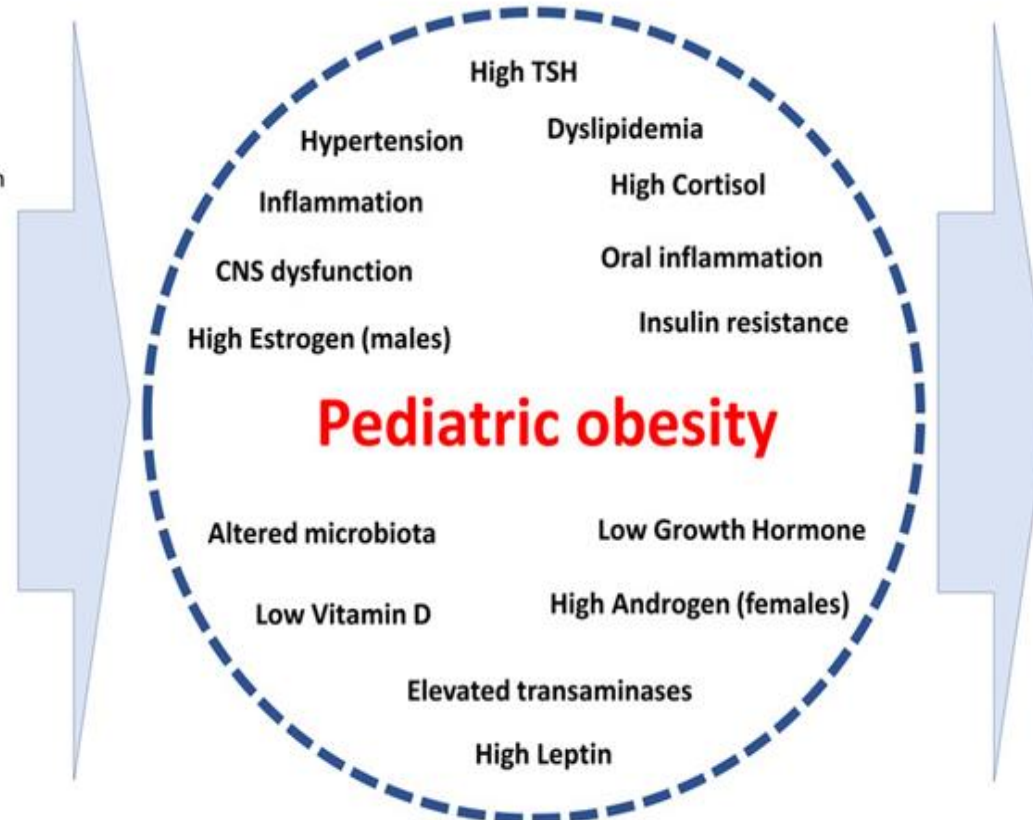 High TSH
Hypertension
Dyslipidemia
Inflammation
High Cortisol
CNS dysfunction
Oral inflammation
High Estrogen (males)
Insulin resistance
Pediatric obesity
Altered microbiota
Low Growth Hormone
Low Vitamin D
High Androgen (females)
Elevated transaminases
High Leptin